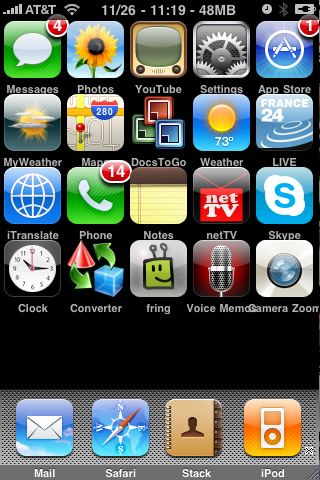 AT&T 11/26 - 11:19 - 48MB
4
1
280
73°
FRANCE
24
Messages Photos YouTube Settings App Store
MyWeather Maps DocsToGo Weather LIVE
14
net
TV
S
iTranslate Phone Notes netTV Skype
Clock Converter fring Voice Memos Camera Zoom
Mail Safari Stack iPod